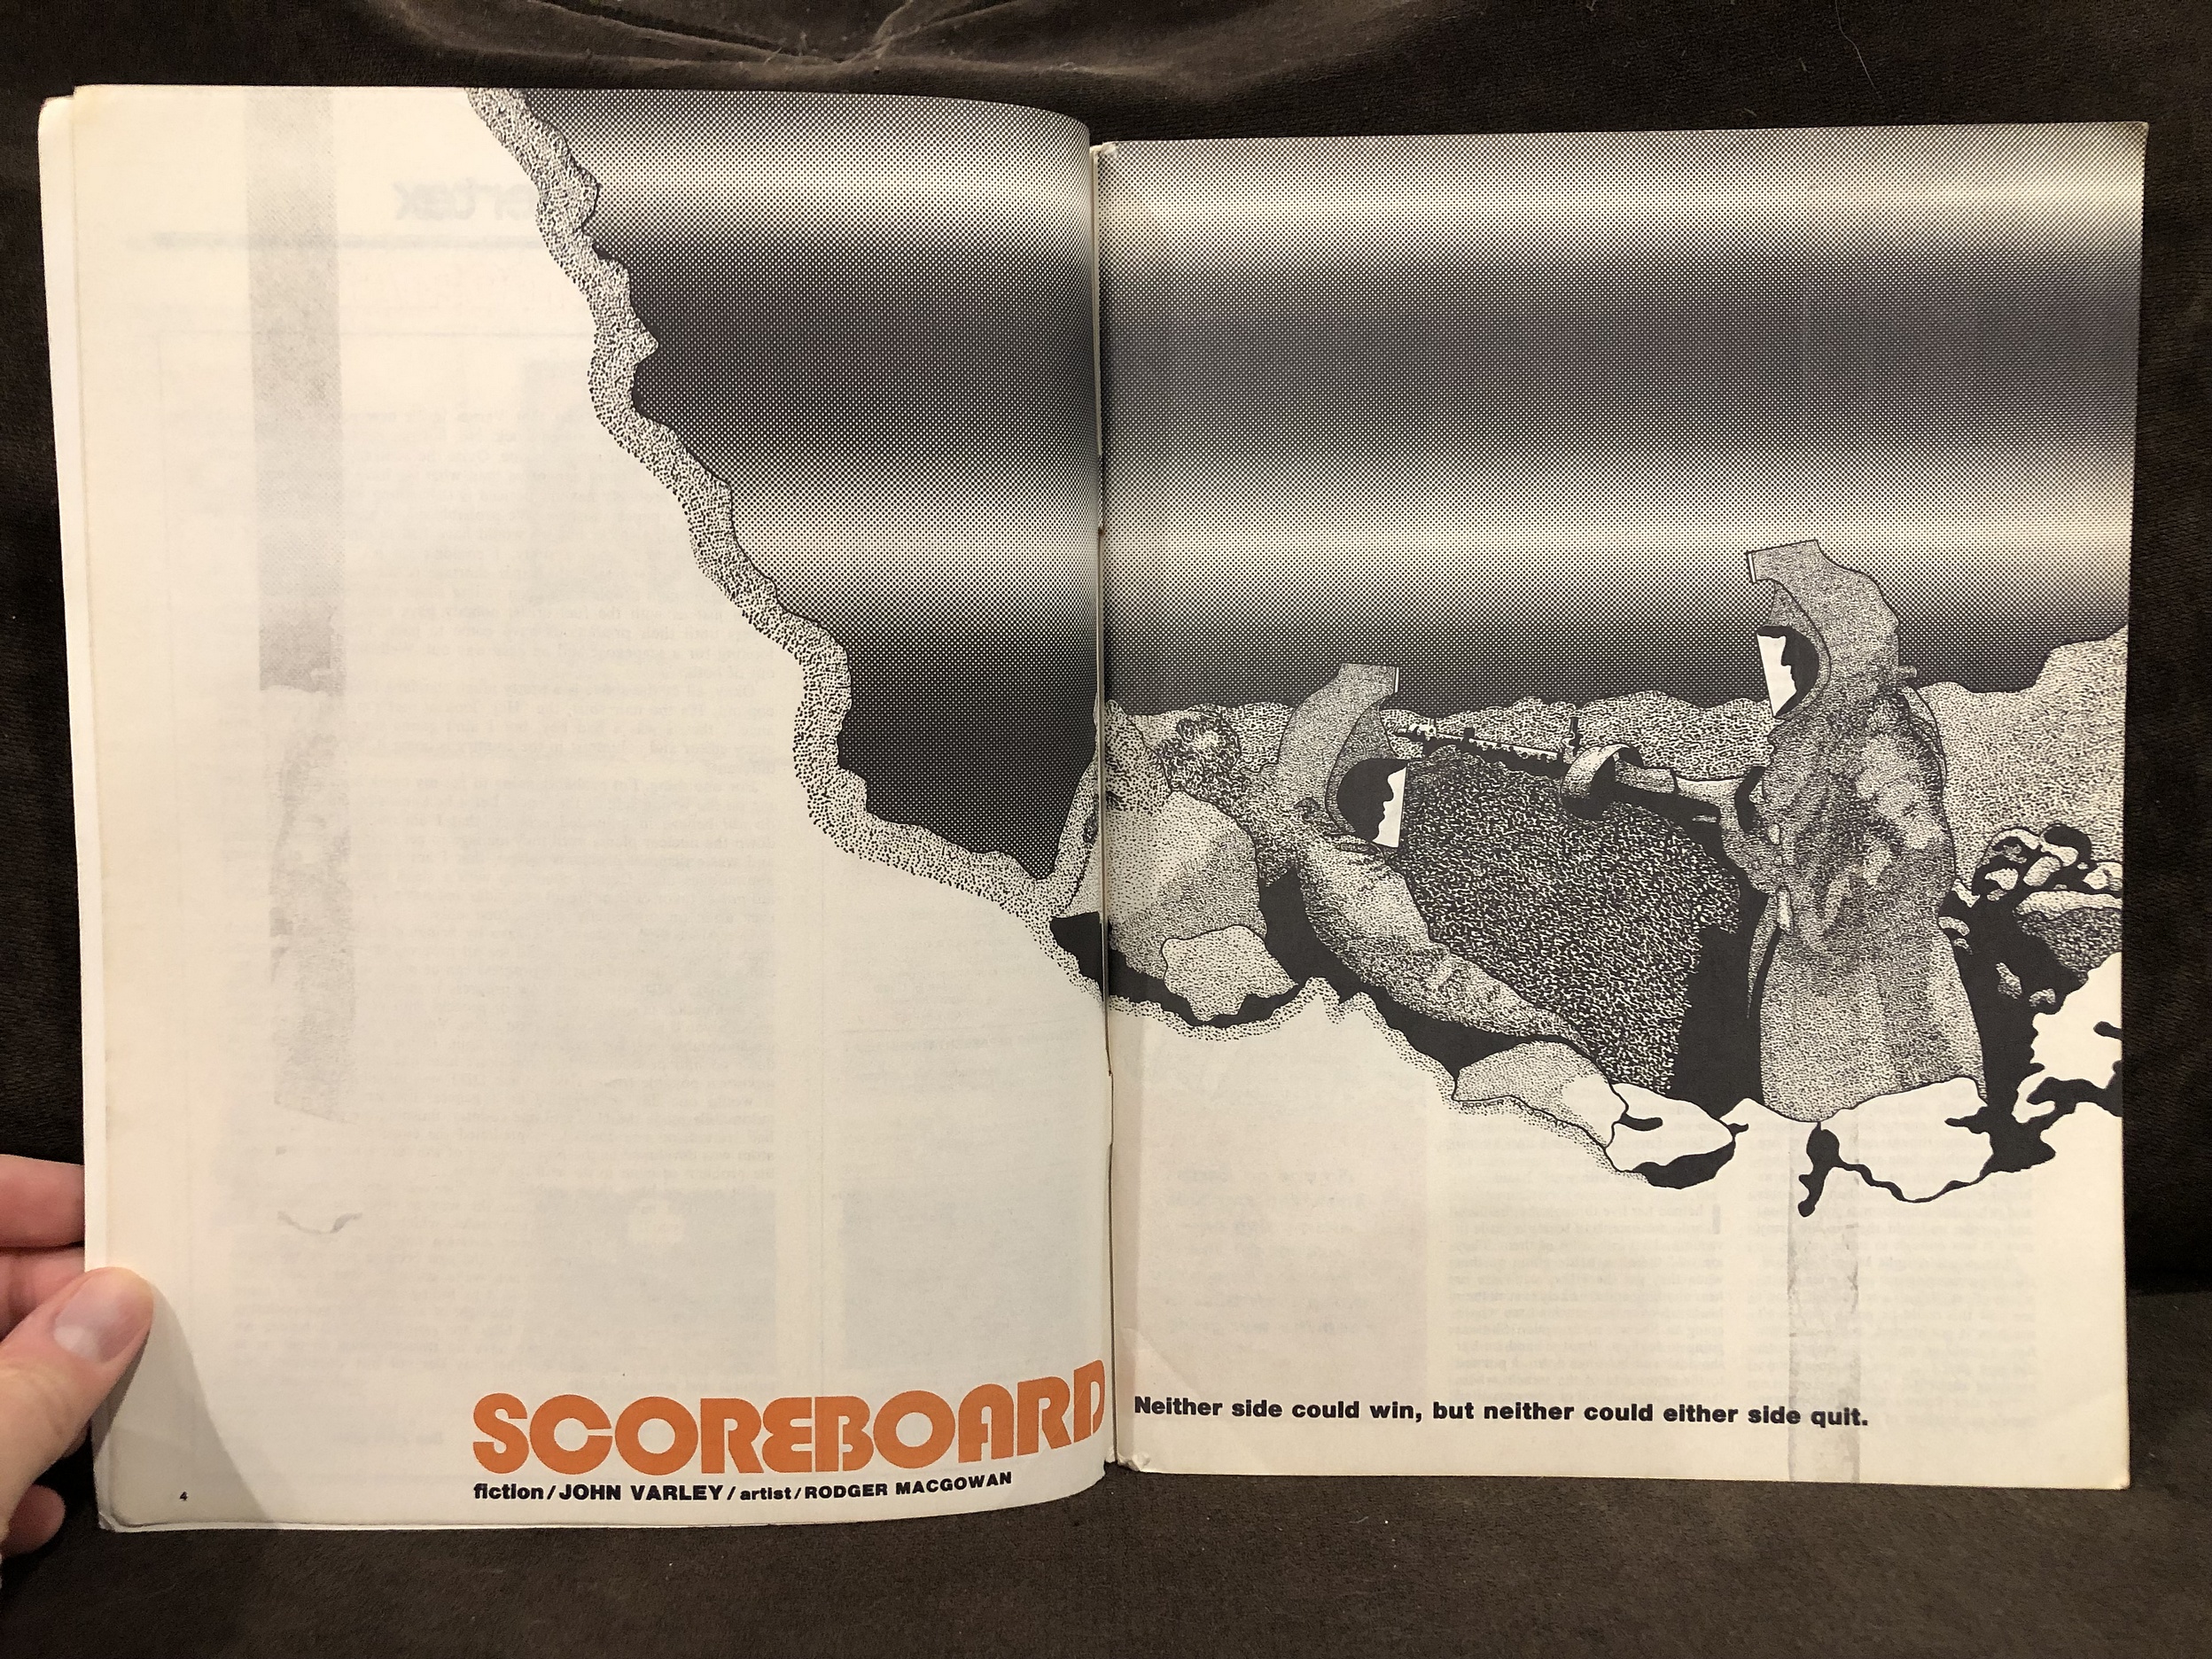 SCOREBOARD
fiction/JOHN VARLEY/artist/RODGER MACGOWAN
4
Neither side could win, but neither could either side quit.